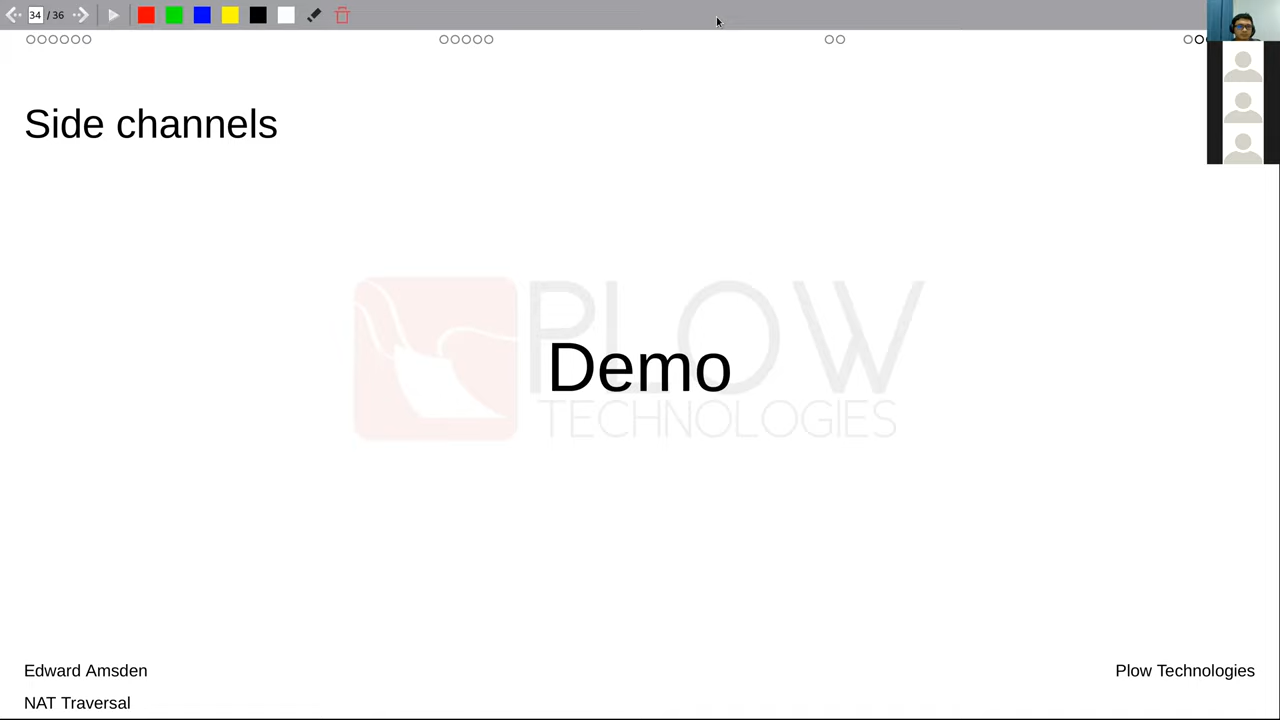 34 / 36
Side channels
PLOW
TECHNOLOGIES
Demo
Edward Amsden
Plow Technologies
NAT Traversal